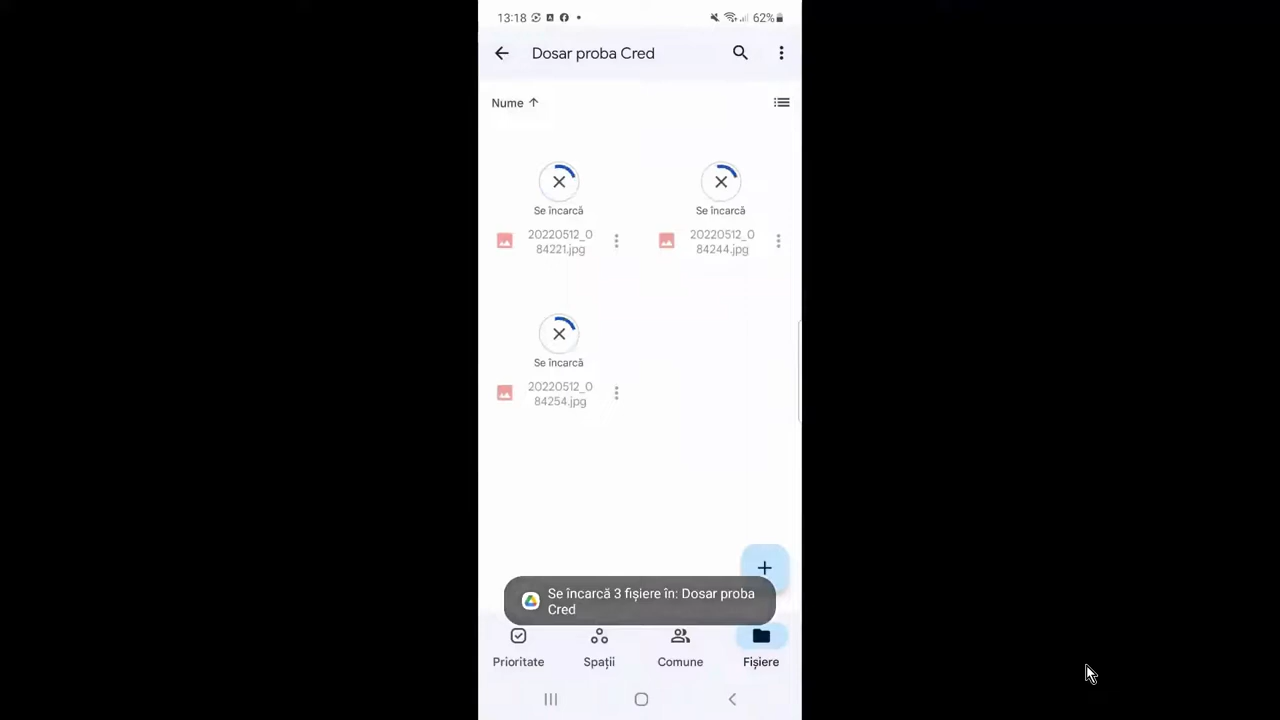 13:18
62%
Dosar proba Cred
Nume
Se încarcă
Se încarcă
20220512_0
84221.jpg
20220512_0
84244.jpg
Se încarcă
20220512_0
84254.jpg
Se încarcă 3 fișiere în: Dosar proba
Cred
Prioritate
Spații
Comune
Fișiere